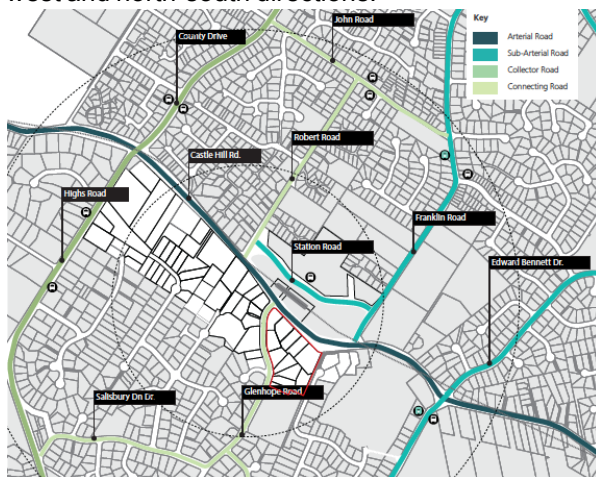 west and north-south directions.
John Road
Key
County Drive
Arterial Road
Sub-Arterial Road
Collector Road
Connecting Road
Robert Road
Castle Hill Rd.
Highs Road
Franklin Road
Station Road
Edward Bennett Dr.
Glenhope Road
Salisbury Dn Dr.